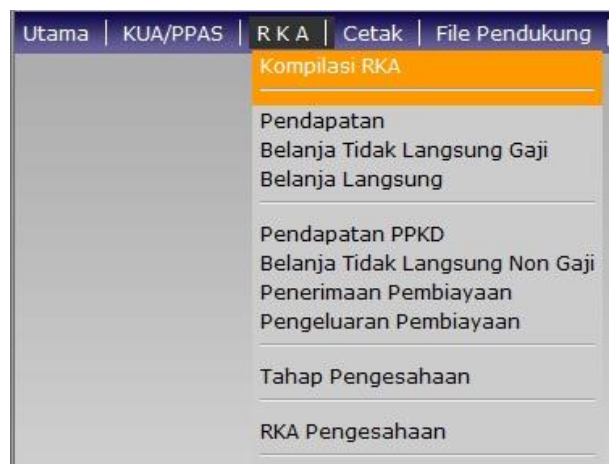 Utama | KUA/PPAS | R K A | Cetak | File Pendukung |
Kompilasi RKA
Pendapatan
Belanja Tidak Langsung Gaji
Belanja Langsung
Pendapatan PPKD
Belanja Tidak Langsung Non Gaji
Penerimaan Pembiayaan
Pengeluaran Pembiayaan
Tahap Pengesahaan
RKA Pengesahaan